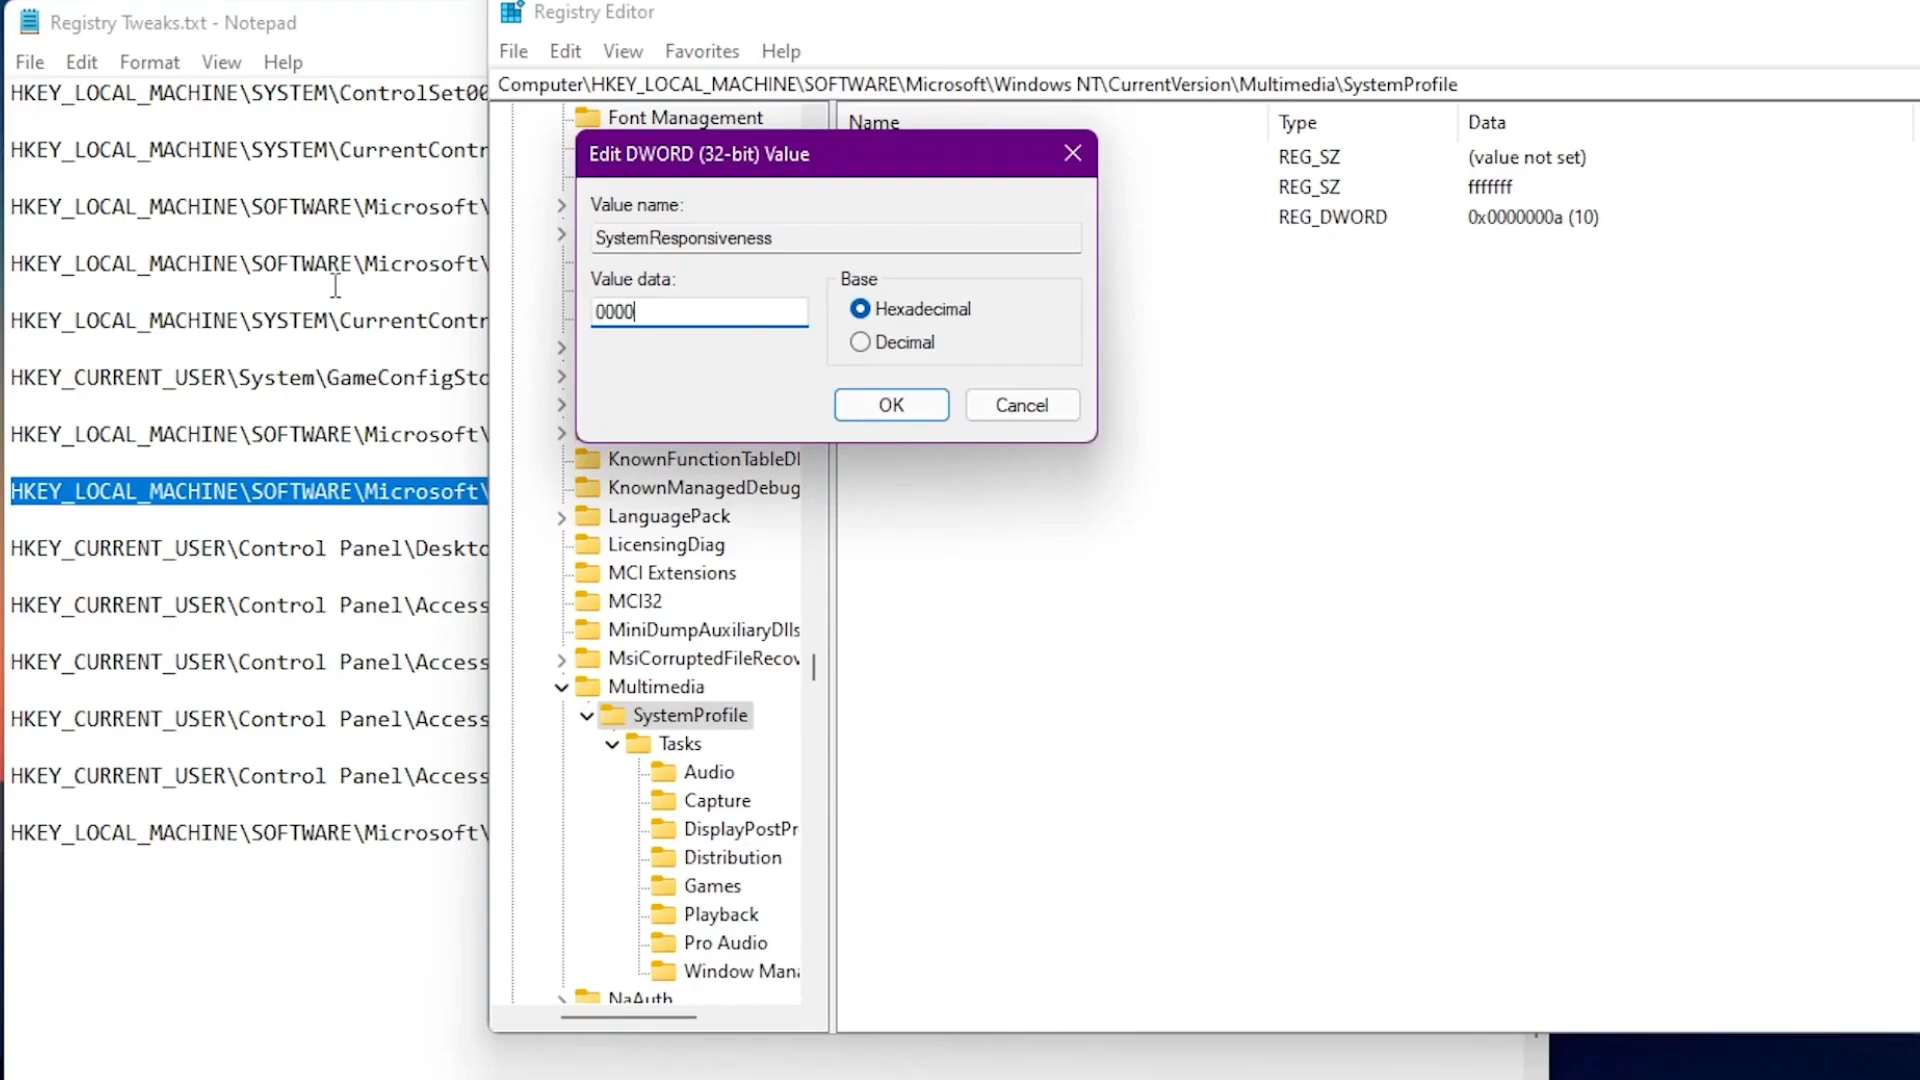 Registry Tweaks.txt - Notepad
File Edit Format View Help
HKEY_LOCAL_MACHINE\SYSTEM\ControlSet00
HKEY_LOCAL_MACHINE\SYSTEM\CurrentContr
HKEY_LOCAL_MACHINE\SOFTWARE\Microsoft\
HKEY_LOCAL_MACHINE\SOFTWARE\Microsoft\
HKEY_LOCAL_MACHINE\SYSTEM\CurrentContr
HKEY_CURRENT_USER\System\GameConfigSto
HKEY_LOCAL_MACHINE\SOFTWARE\Microsoft\
HKEY_LOCAL_MACHINE\SOFTWARE\Microsoft\
HKEY_CURRENT_USER\Control Panel\Deskto
HKEY_CURRENT_USER\Control Panel\Access
HKEY_CURRENT_USER\Control Panel\Access
HKEY_CURRENT_USER\Control Panel\Access
HKEY_CURRENT_USER\Control Panel\Access
HKEY_LOCAL_MACHINE\SOFTWARE\Microsoft\
Registry Editor
File Edit View Favorites Help
Computer\HKEY_LOCAL_MACHINE\SOFTWARE\Microsoft\Windows NT\CurrentVersion\Multimedia\SystemProfile
Font Management
KnownFunctionTableDl
KnownManagedDebug
LanguagePack
LicensingDiag
MCI Extensions
MCI32
MiniDumpAuxiliaryDlls
MsiCorruptedFileRecov
Multimedia
SystemProfile
Tasks
Audio
Capture
DisplayPostPr
Distribution
Games
Playback
Pro Audio
Window Mana
NaAuth
Name Type Data
REG_SZ (value not set)
REG_SZ fffffff
REG_DWORD 0x0000000a (10)
Edit DWORD (32-bit) Value
Value name:
SystemResponsiveness
Value data:
0000
Base
Hexadecimal
Decimal
OK Cancel